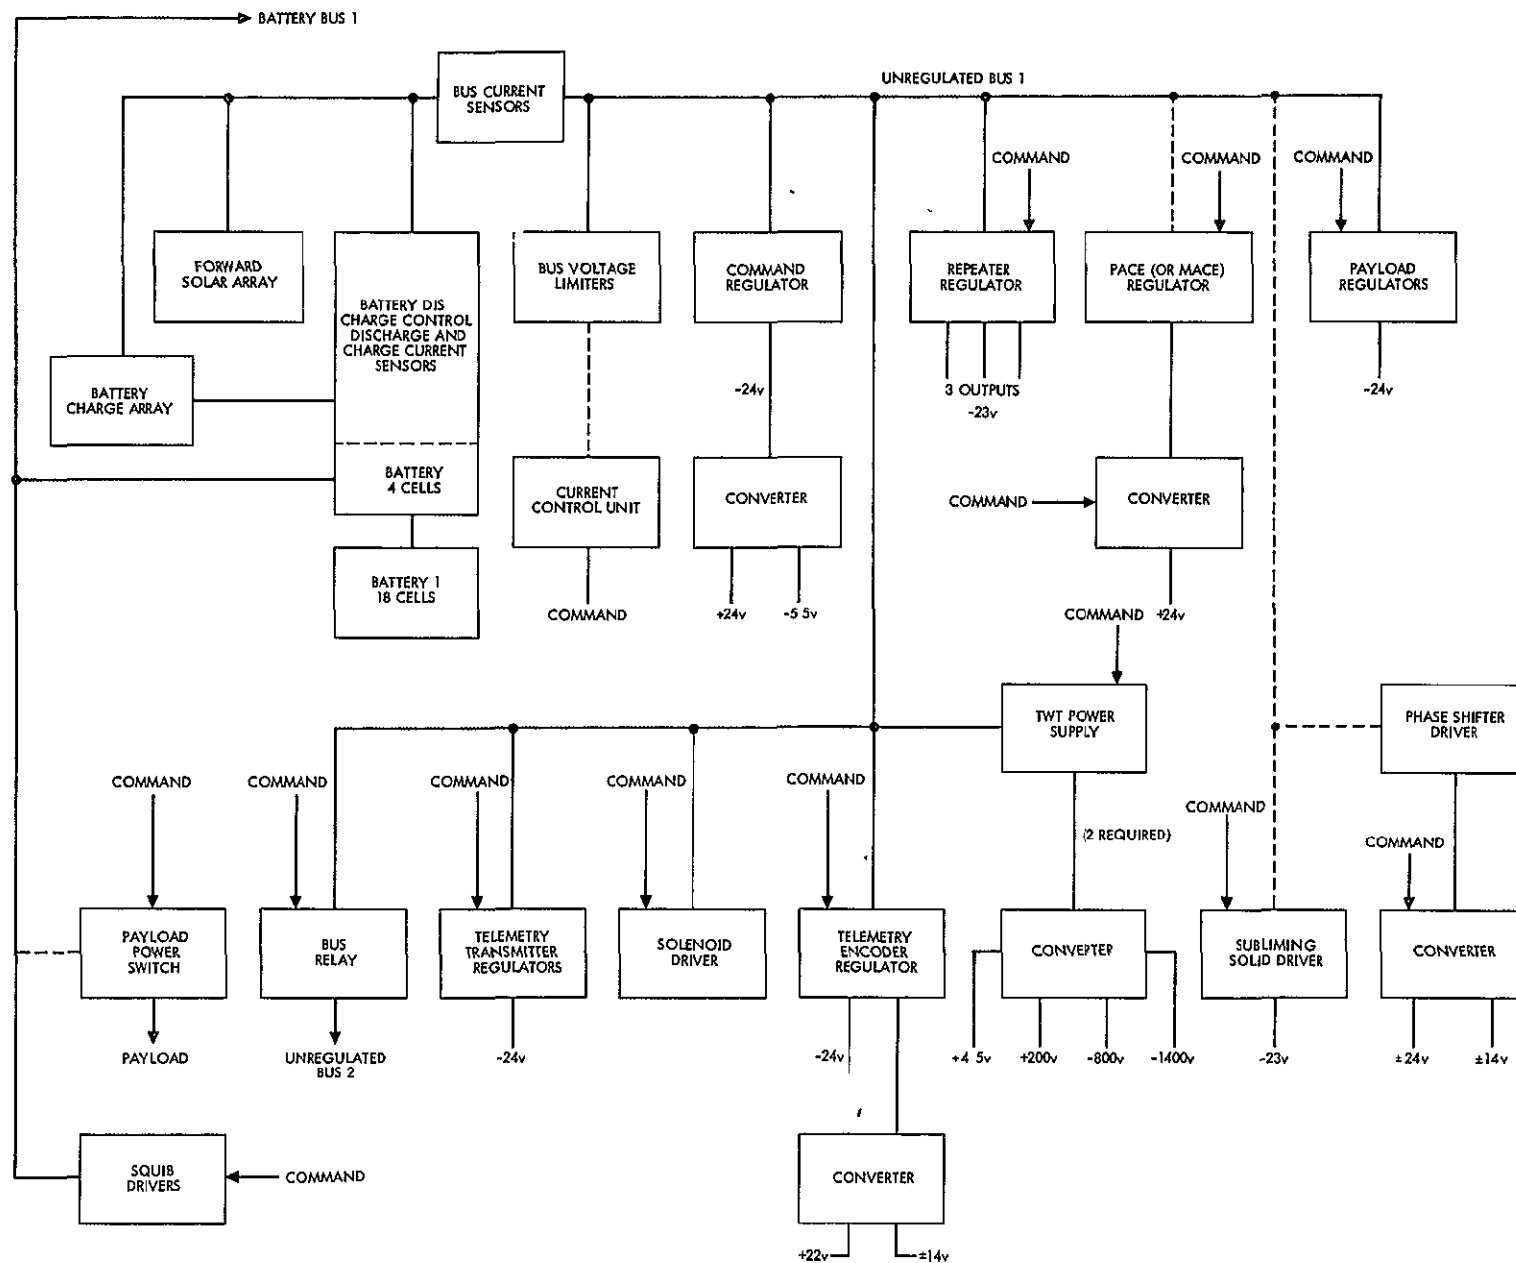 BATTERY BUS 1
UNREGULATED BUS 1
BUS CURRENT
SENSORS
COMMAND
COMMAND
COMMAND
FORWARD
SOLAR ARRAY
BATTERY DIS
CHARGE CONTROL
DISCHARGE AND
CHARGE CURRENT
SENSORS
BUS VOLTAGE
LIMITERS
COMMAND
REGULATOR
REPEATER
REGULATOR
PACE (OR MACE)
REGULATOR
PAYLOAD
REGULATORS
BATTERY
CHARGE ARRAY
-24v
3 OUTPUTS
-23v
-24v
BATTERY
4 CELLS
CURRENT
CONTROL UNIT
CONVERTER
COMMAND
CONVERTER
BATTERY 1
18 CELLS
COMMAND
+24v
-5 5v
COMMAND
+24v
TWT POWER
SUPPLY
PHASE SHIFTER
DRIVER
COMMAND
COMMAND
COMMAND
COMMAND
COMMAND
COMMAND
(2 REQUIRED)
COMMAND
PAYLOAD
POWER
SWITCH
BUS
RELAY
TELEMETRY
TRANSMITTER
REGULATORS
SOLENOID
DRIVER
TELEMETRY
ENCODER
REGULATOR
CONVERTER
SUBLIMING
SOLID DRIVER
CONVERTER
PAYLOAD
UNREGULATED
BUS 2
-24v
-24v
+4 5v
+200v
-800v
-1400v
-23v
±24v
±14v
SQUIB
DRIVERS
COMMAND
CONVERTER
+22v
±14v